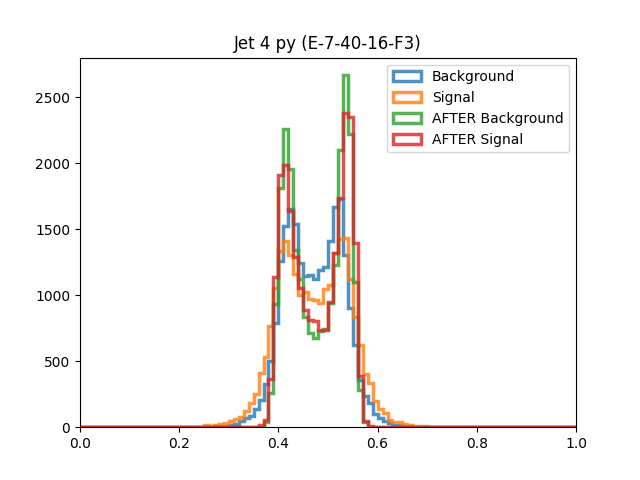 Jet 4 py (E-7-40-16-F3)
Background
Signal
AFTER Background
AFTER Signal
2500
2000
1500
1000
500
0
0.0 0.2 0.4 0.6 0.8 1.0